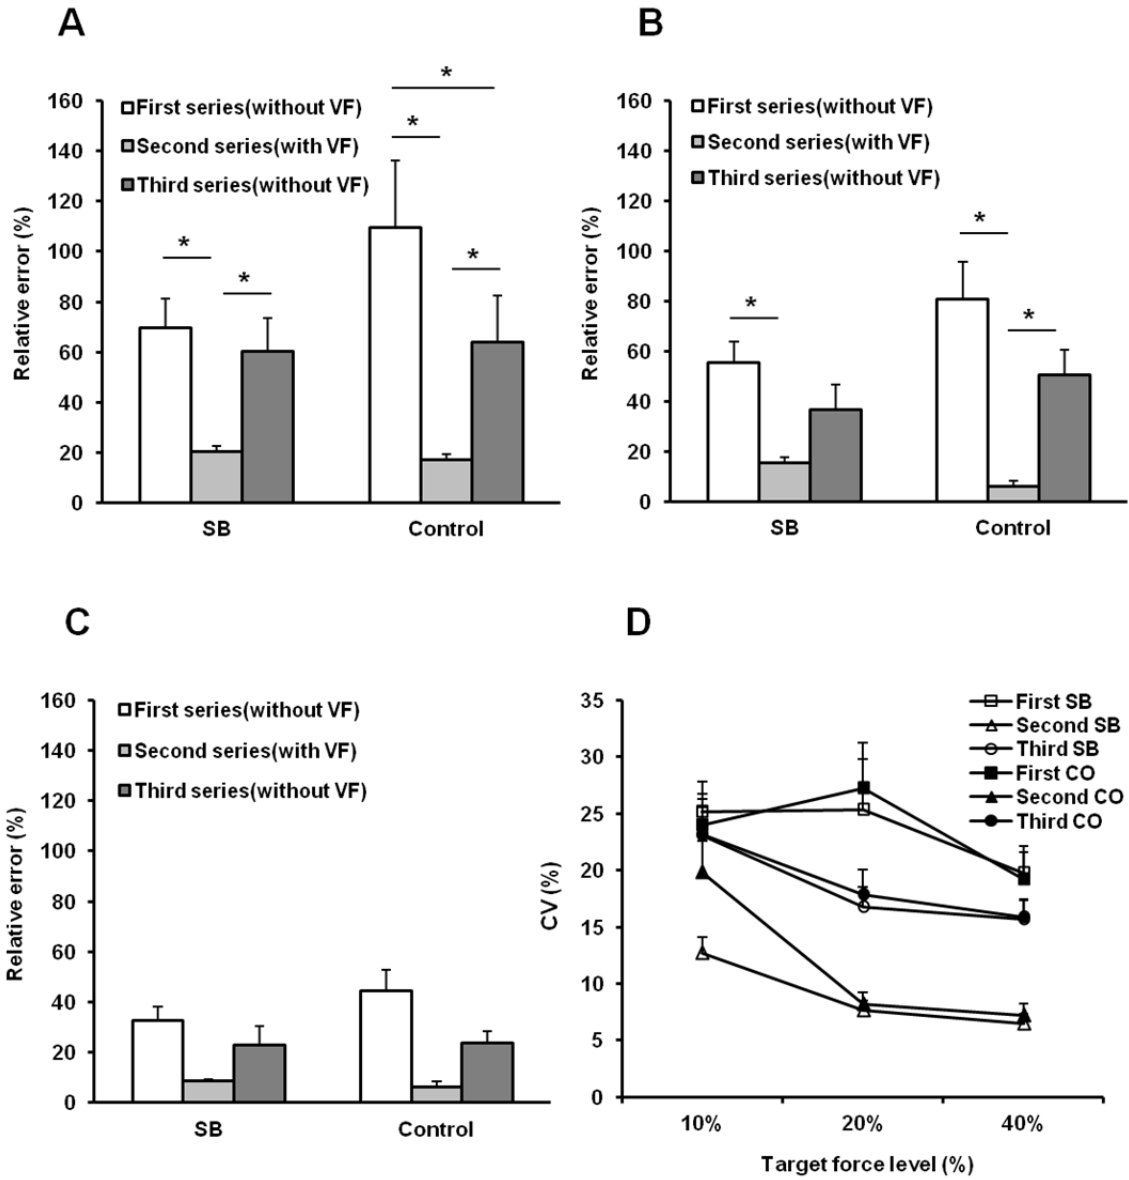 A
160
140
120
100
80
60
40
20
0
Relative error (%)
First series(without VF)
Second series(with VF)
Third series(without VF)
*
*
*
*
*
SB
Control
B
160
140
120
100
80
60
40
20
0
Relative error (%)
First series(without VF)
Second series(with VF)
Third series(without VF)
*
*
*
SB
Control
C
160
140
120
100
80
60
40
20
0
Relative error (%)
First series(without VF)
Second series(with VF)
Third series(without VF)
SB
Control
D
35
30
25
20
15
10
5
0
CV (%)
First SB
Second SB
Third SB
First CO
Second CO
Third CO
10%
20%
40%
Target force level (%)